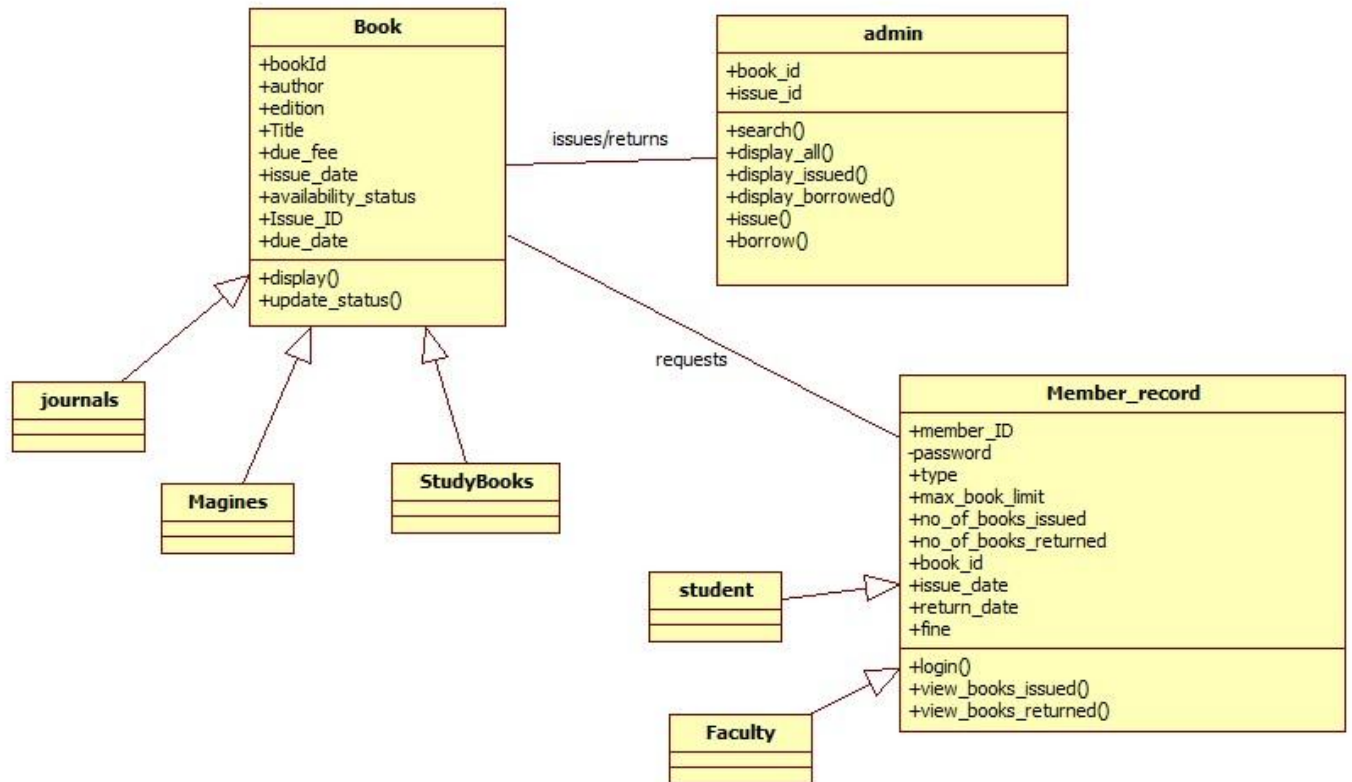 Book
+bookId
+author
+edition
+Title
+due_fee
+issue_date
+availability_status
+Issue_ID
+due_date
+display()
+update_status()
issues/returns
admin
+book_id
+issue_id
+search()
+display_all()
+display_issued()
+display_borrowed()
+issue()
+borrow()
requests
journals
Magines
StudyBooks
Member_record
+member_ID
-password
+type
+max_book_limit
+no_of_books_issued
+no_of_books_returned
+book_id
+issue_date
+return_date
+fine
+login()
+view_books_issued()
+view_books_returned()
student
Faculty